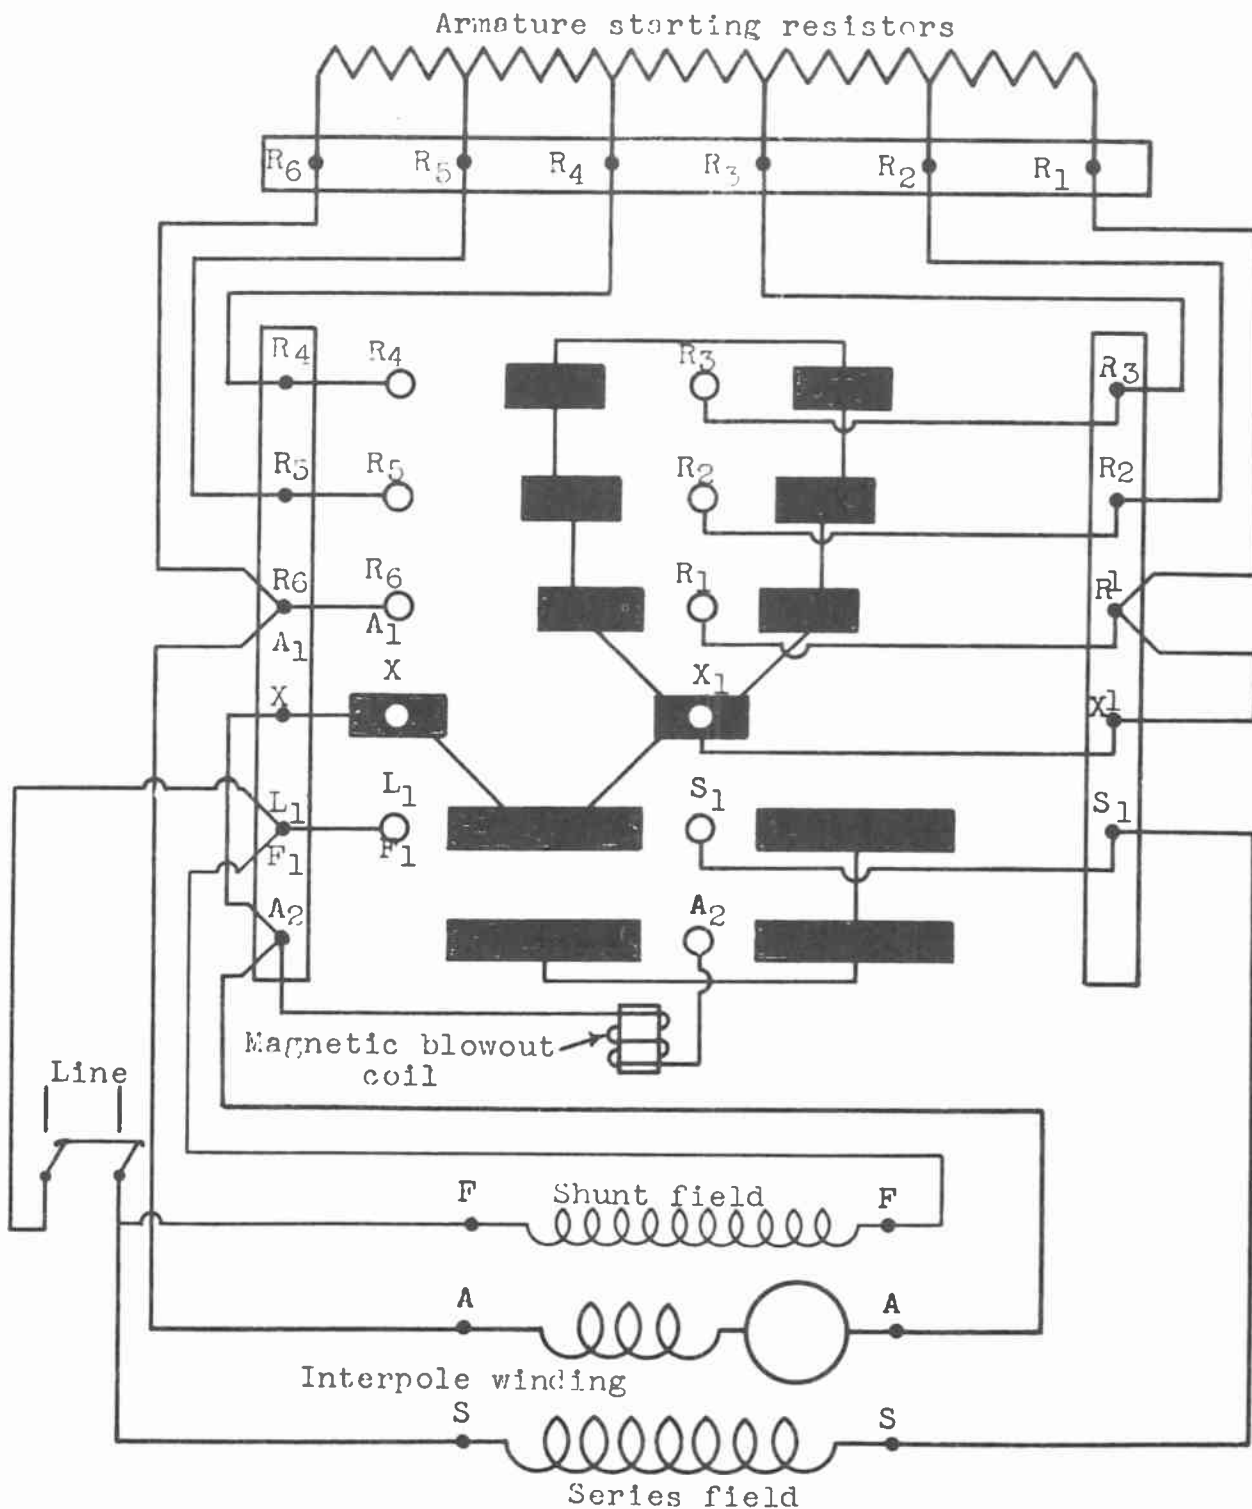 Armature starting resistors
R6 R5 R4 R3 R2 R1
R4 R4 R3 R3
R5 R5 R2 R2
R6 R6 R1 R1
A1 A1
X X X1 X1
L1 L1 S1 S1
F1 F1
A2 A2
Magnetic blowout
coil
Line
F Shunt field F
A A
Interpole winding
S S
Series field